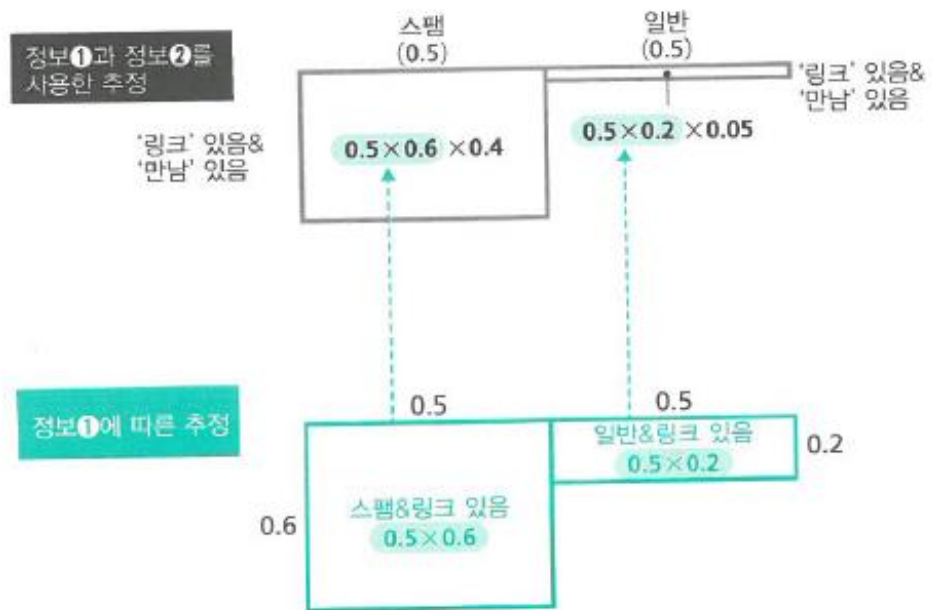 정보❶과 정보❷를
사용한 추정
스팸
(0.5)
일반
(0.5)
'링크' 있음&
'만남' 있음
'링크' 있음&
'만남' 있음
0.5×0.6 ×0.4
0.5×0.2 ×0.05
정보❶에 따른 추정
0.5
0.5
일반&링크 있음
0.5×0.2
0.2
0.6
스팸&링크 있음
0.5×0.6